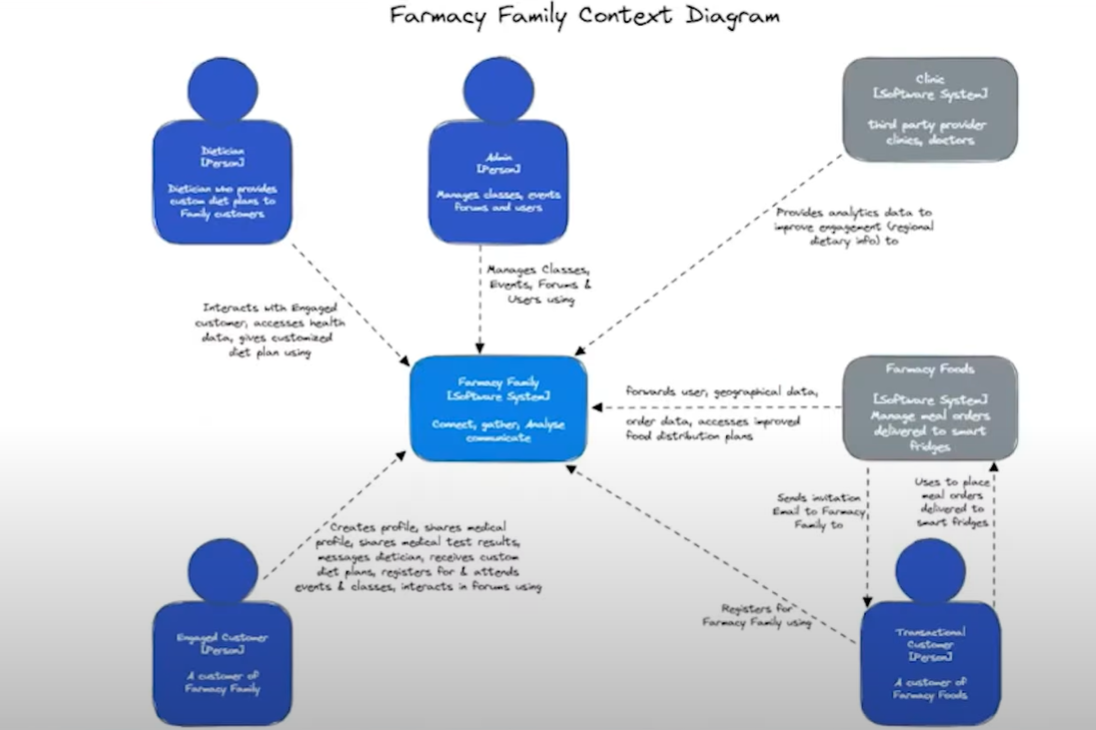 Farmacy Family Context Diagram
Dietician
[Person]
Dietician who provides
custom diet plans to
Family customers
Admin
[Person]
Manages classes, events
forums and users
Clinic
[Software System]
third party provider
clinics, doctors
Provides analytics data to
improve engagement (regional
dietary info) to
Manages Classes,
Events, Forums &
Users using
Interacts with Engaged
customer, accesses health
data, gives customized
diet plan using
Farmacy Family
[Software System]
Connect, gather, Analyse
communicate
forwards user, geographical data,
order data, accesses improved
food distribution plans
Farmacy Foods
[Software System]
Manage meal orders
delivered to smart
fridges
Sends invitation
Email to Farmacy
Family to
Uses to place
meal orders
delivered to
smart fridges
Creates profile, shares medical
profile, shares medical test results,
messages dietician, receives custom
diet plans, registers for & attends
events & classes, interacts in forums using
Registers for
Farmacy Family using
Engaged Customer
[Person]
A customer of
Farmacy Family
Transactional
Customer
[Person]
A customer of
Farmacy Foods